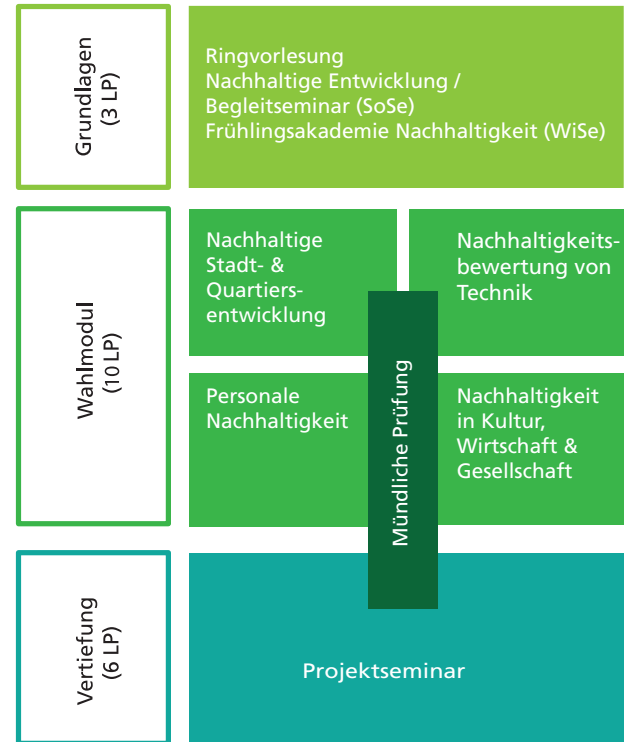 Grundlagen
(3 LP)
Ringvorlesung
Nachhaltige Entwicklung /
Begleitseminar (SoSe)
Frühlingsakademie Nachhaltigkeit (WiSe)
Wahlmodul
(10 LP)
Nachhaltige
Stadt- &
Quartiers-
entwicklung
Nachhaltigkeits-
bewertung von
Technik
Personale
Nachhaltigkeit
Nachhaltigkeit
in Kultur,
Wirtschaft &
Gesellschaft
Mündliche Prüfung
Vertiefung
(6 LP)
Projektseminar